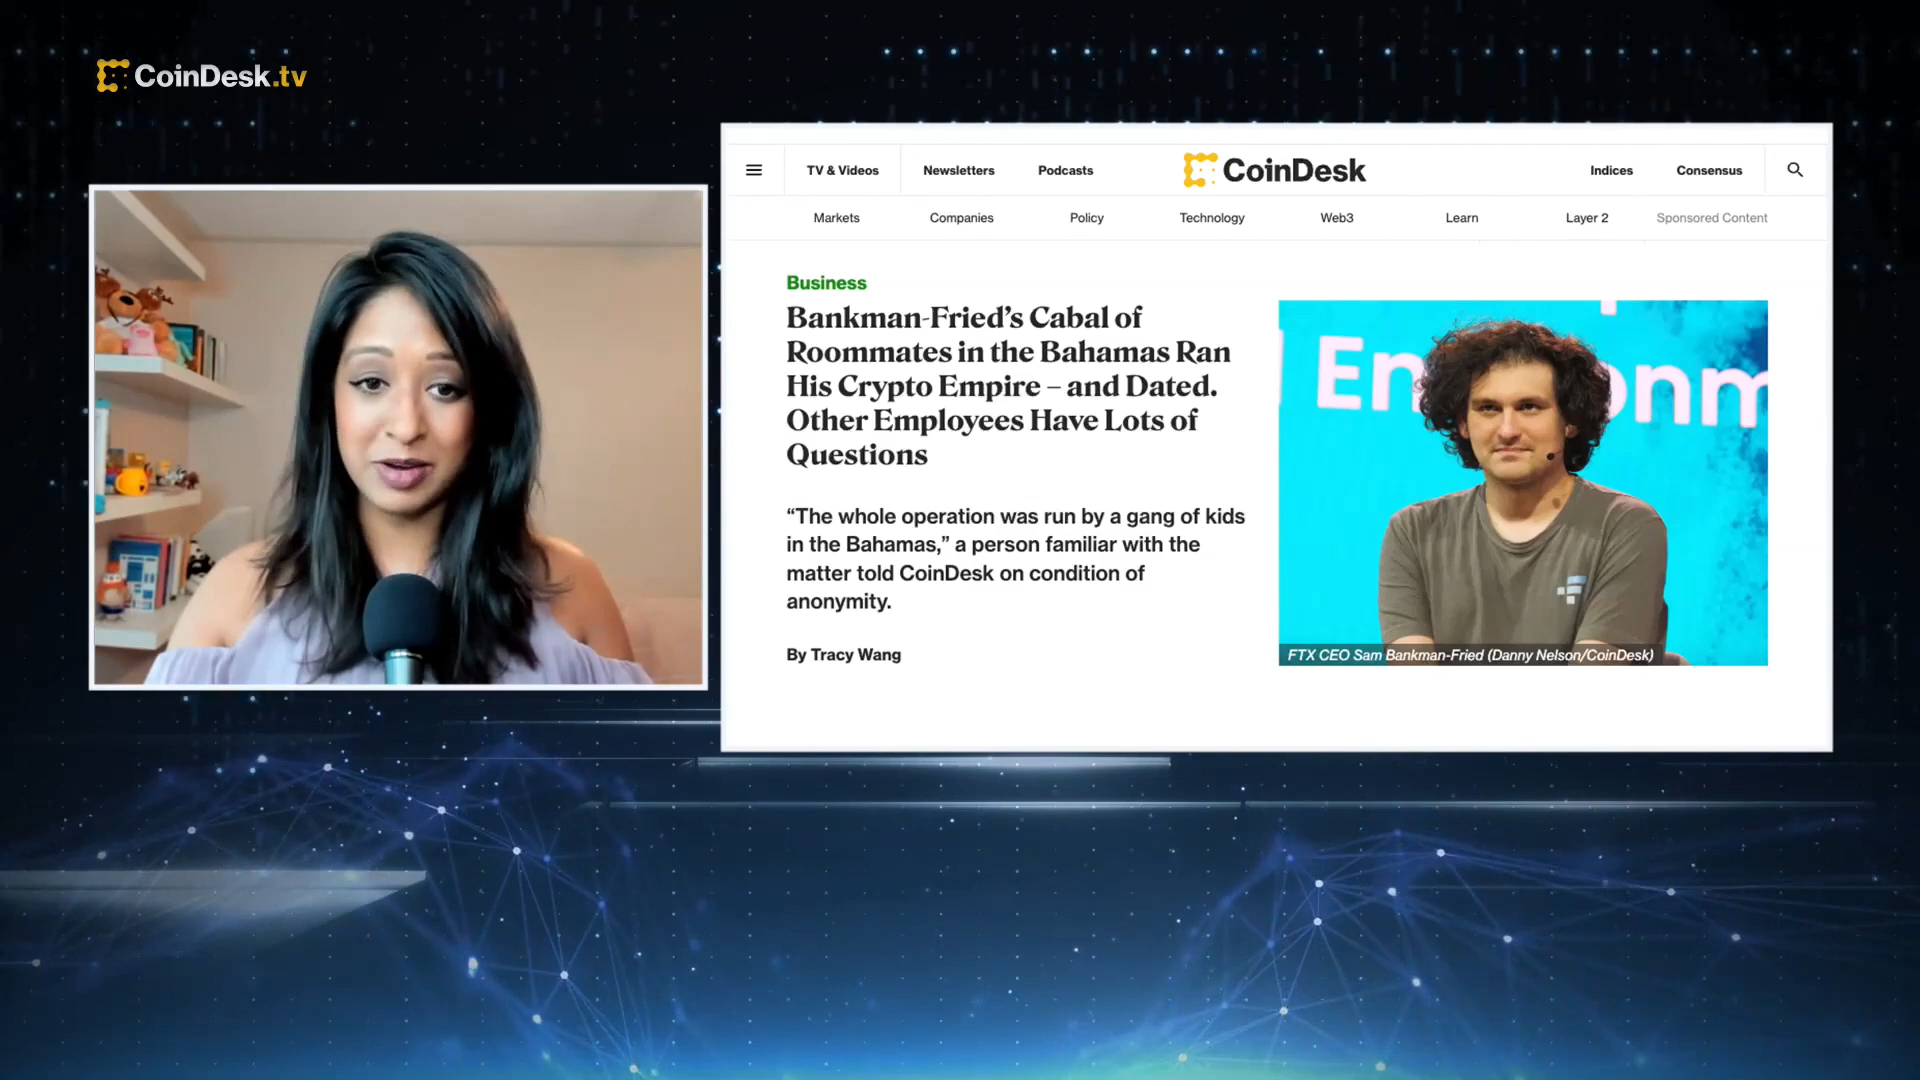 CoinDesk.tv
TV & Videos
Newsletters
Podcasts
CoinDesk
Indices
Consensus
Markets
Companies
Policy
Technology
Web3
Learn
Layer 2
Sponsored Content
Business
Bankman-Fried’s Cabal of
Roommates in the Bahamas Ran
His Crypto Empire – and Dated.
Other Employees Have Lots of
Questions
“The whole operation was run by a gang of kids
in the Bahamas,” a person familiar with the
matter told CoinDesk on condition of
anonymity.
By Tracy Wang
FTX CEO Sam Bankman-Fried (Danny Nelson/CoinDesk)